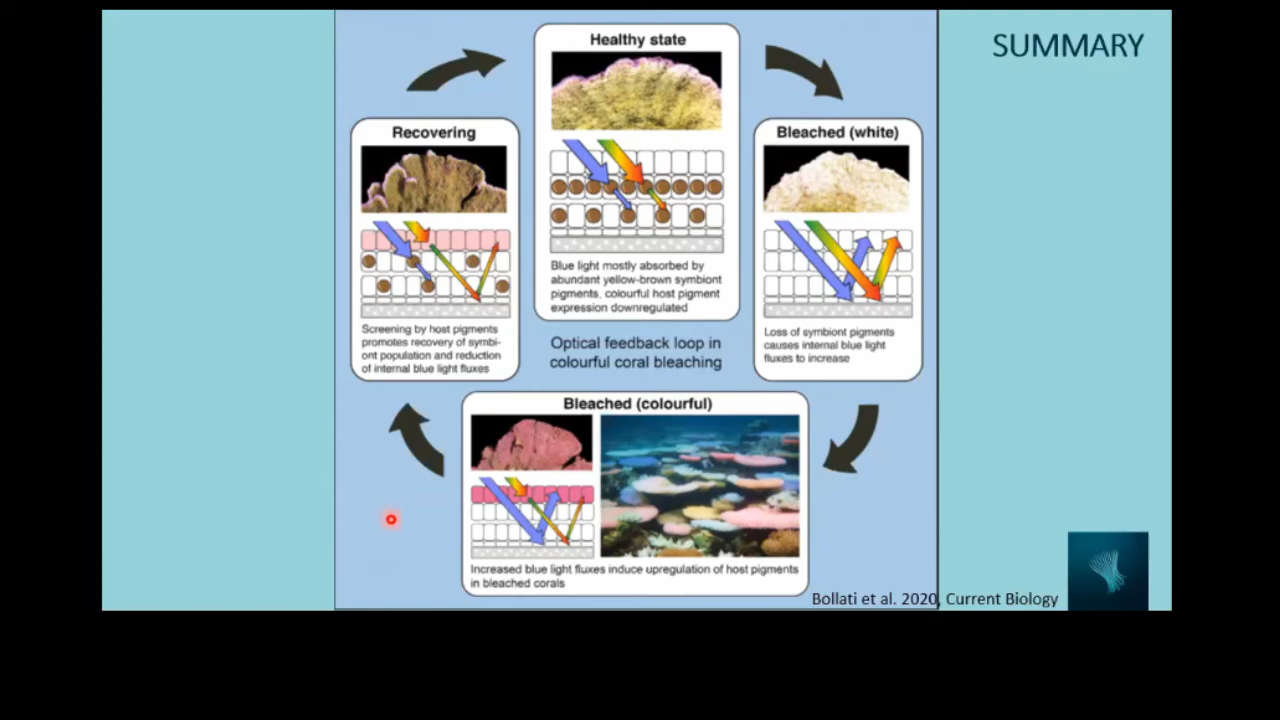 SUMMARY
Healthy state
Blue light mostly absorbed by
abundant yellow-brown symbiont
pigments, colourful host pigment
expression downregulated
Recovering
Screening by host pigments
promotes recovery of symbi-
ont population and reduction
of internal blue light fluxes
Bleached (white)
Loss of symbiont pigments
causes internal blue light
fluxes to increase
Optical feedback loop in
colourful coral bleaching
Bleached (colourful)
Increased blue light fluxes induce upregulation of host pigments
in bleached corals
Bollati et al. 2020, Current Biology